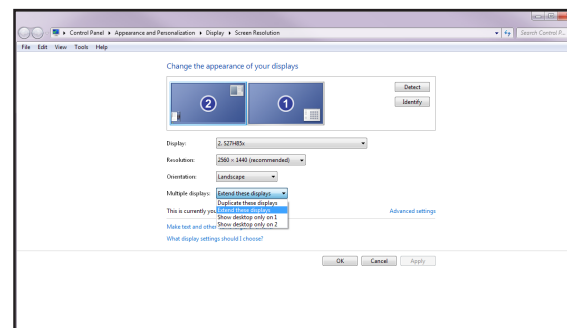 Control Panel ▸ Appearance and Personalization ▸ Display ▸ Screen Resolution
Search Control P...
File Edit View Tools Help
Change the appearance of your displays
2
1
Detect
Identify
Display: 2. S27H85x
Resolution: 2560 × 1440 (recommended)
Orientation: Landscape
Multiple displays: Extend these displays
Duplicate these displays
This is currently you
Extend these displays
Advanced settings
Show desktop only on 1
Make text and other
Show desktop only on 2
What display settings should I choose?
OK Cancel Apply